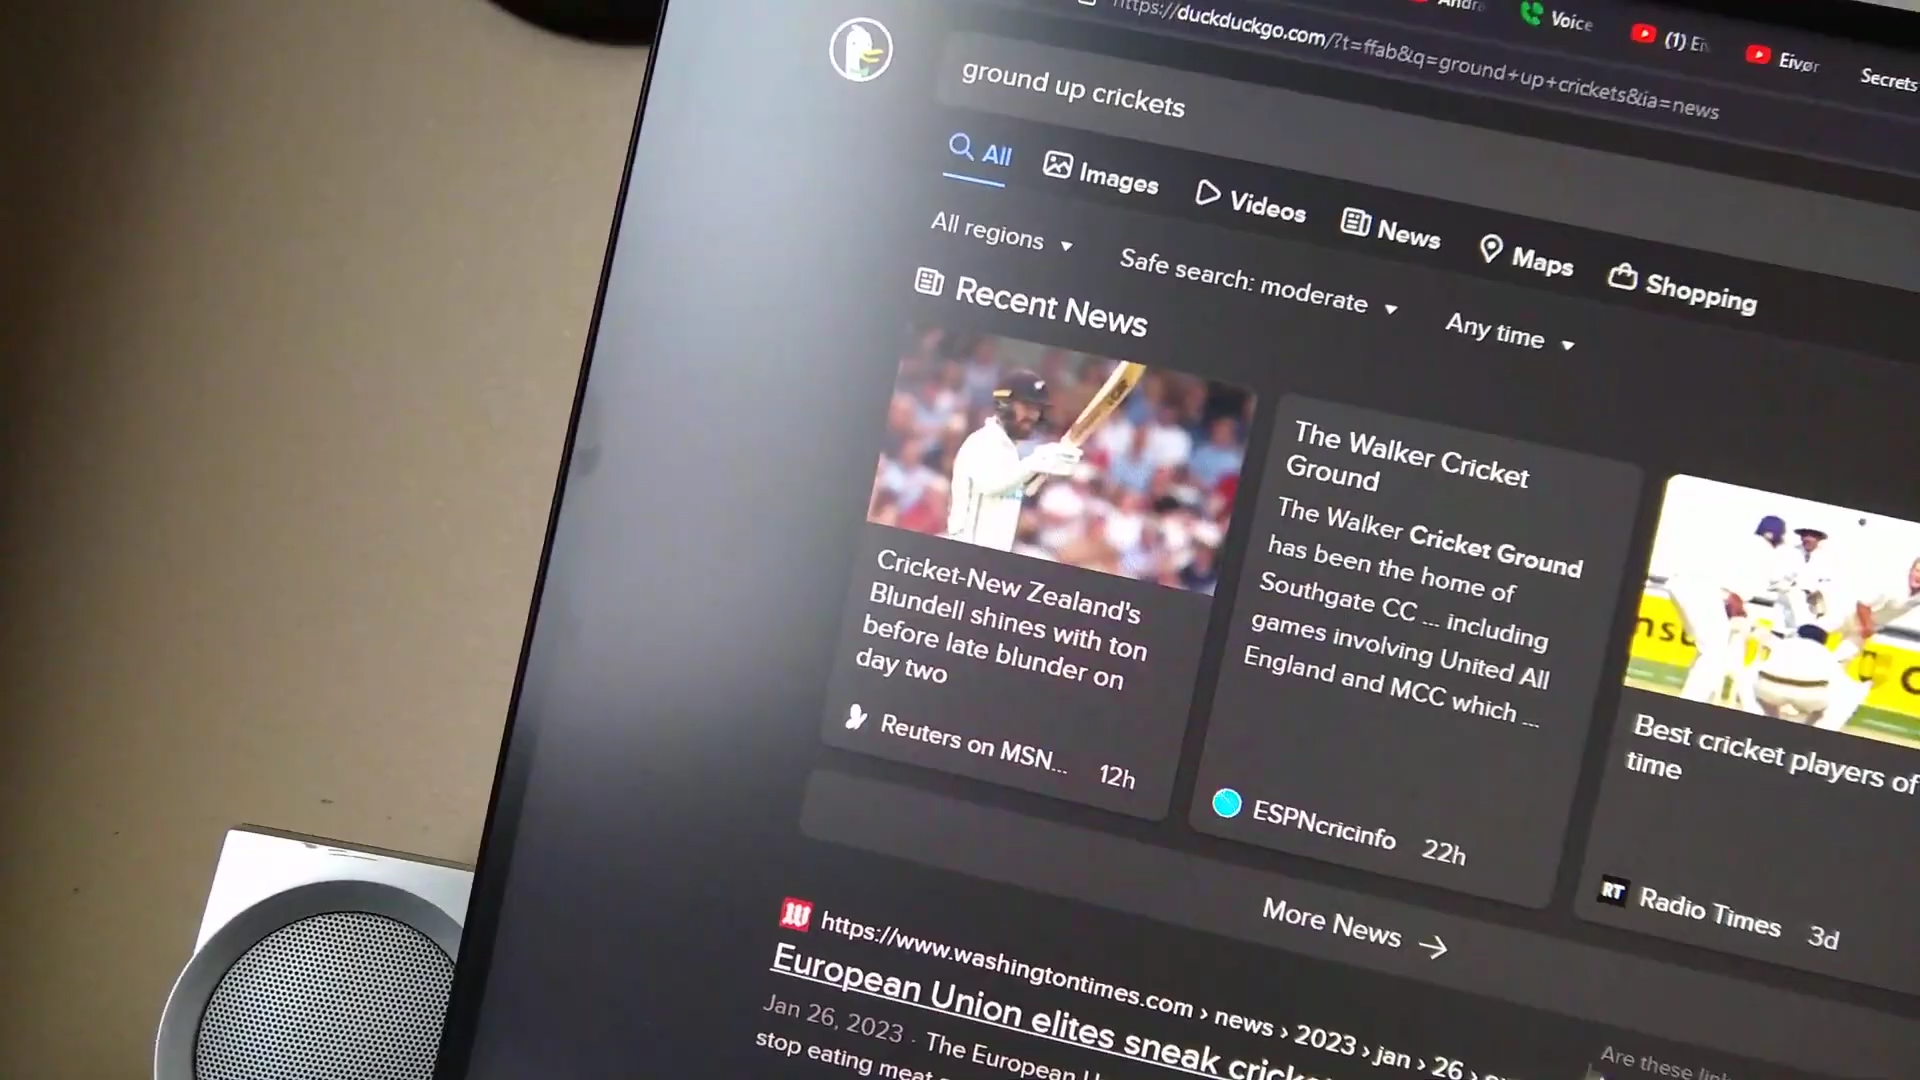 Voice
(1) Ei
Eivør
Secrets
https://duckduckgo.com/?t=ffab&q=ground+up+crickets&ia=news
ground up crickets
All
Images
Videos
News
Maps
Shopping
All regions
Safe search: moderate
Any time
Recent News
Cricket-New Zealand's
Blundell shines with ton
before late blunder on
day two
Reuters on MSN...
12h
The Walker Cricket
Ground
The Walker Cricket Ground
has been the home of
Southgate CC ... including
games involving United All
England and MCC which ...
ESPNcricinfo
22h
Best cricket players of
time
RT
Radio Times
3d
More News
https://www.washingtontimes.com › news › 2023 › jan › 26 ›
European Union elites sneak
Jan 26, 2023 · The European
stop eating meat
Are these